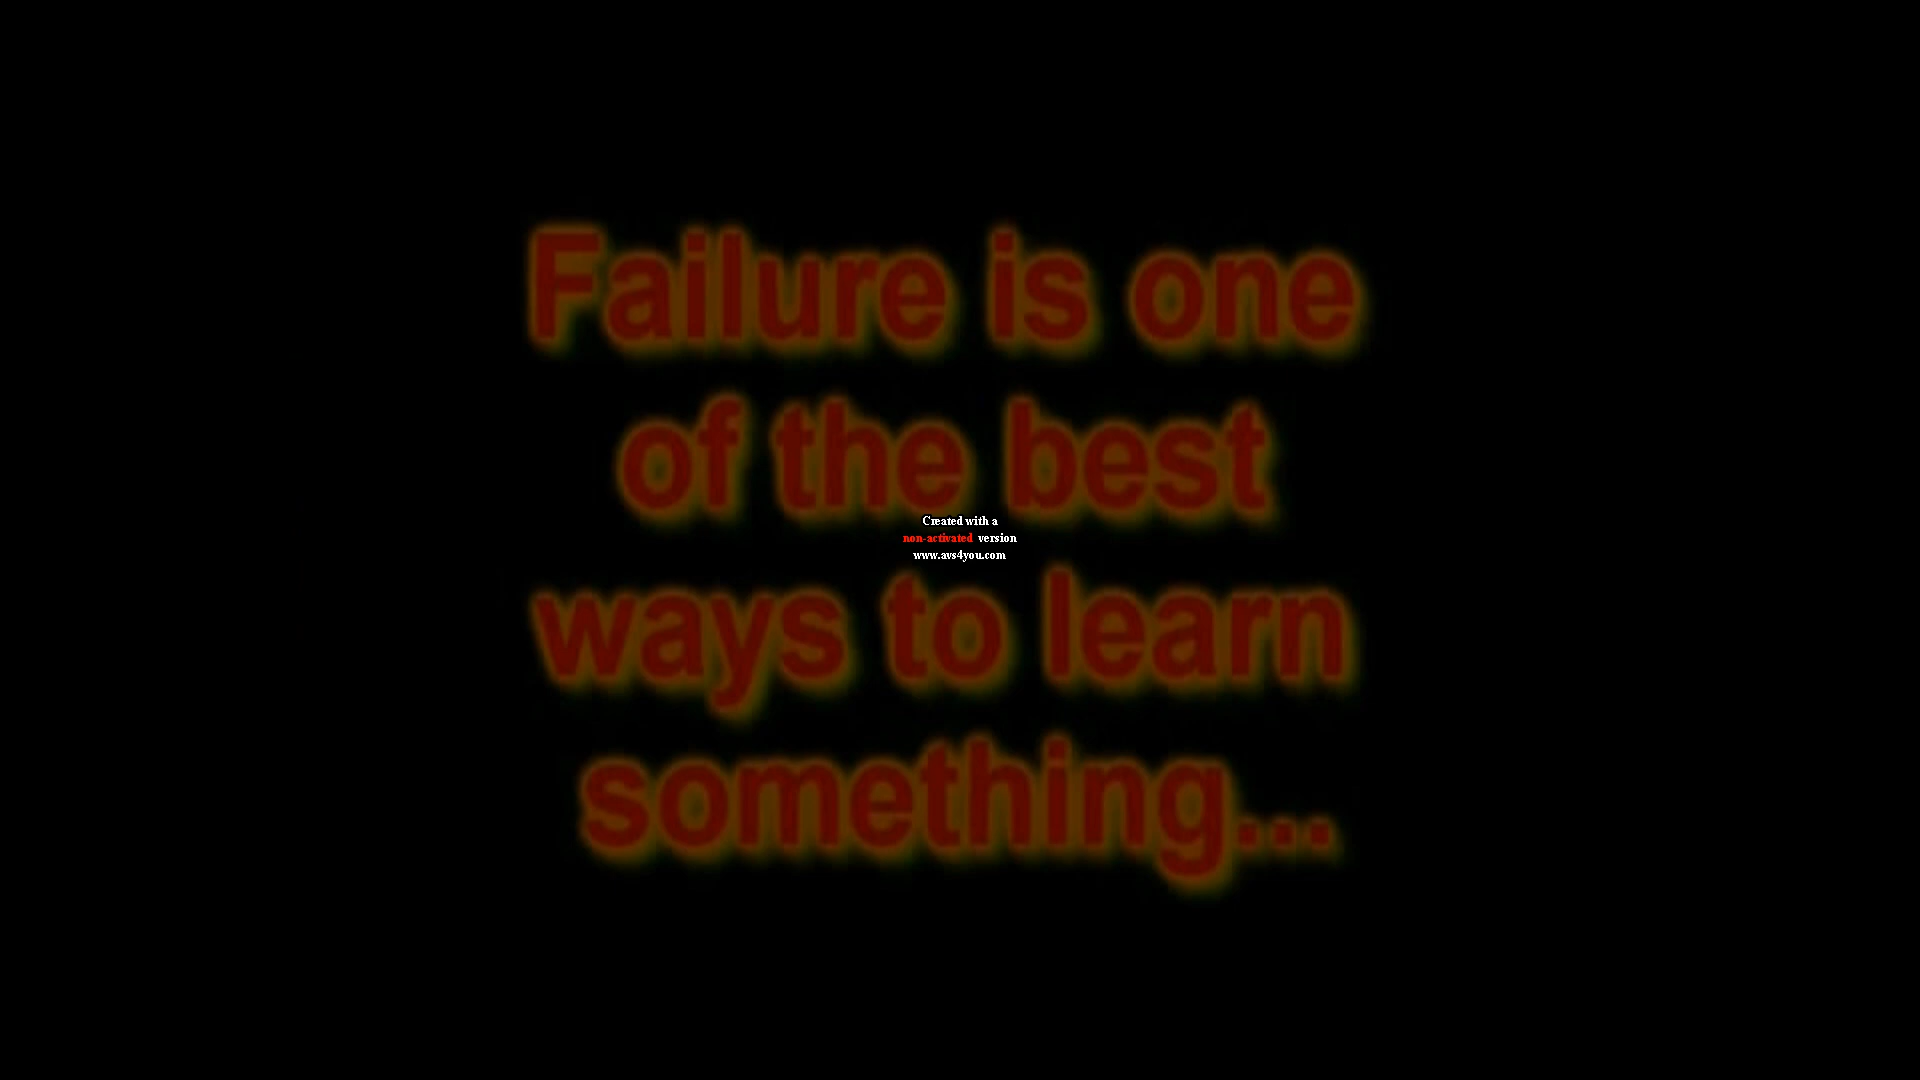 Failure is one
of the best
Created with a
non-activated version
www.avs4you.com
ways to learn
something...